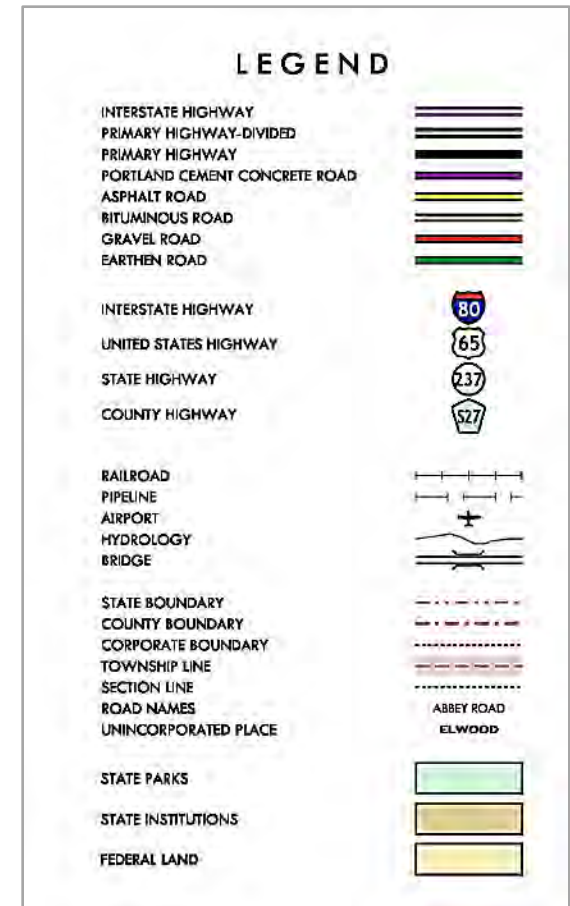 LEGEND
INTERSTATE HIGHWAY
PRIMARY HIGHWAY-DIVIDED
PRIMARY HIGHWAY
PORTLAND CEMENT CONCRETE ROAD
ASPHALT ROAD
BITUMINOUS ROAD
GRAVEL ROAD
EARTHEN ROAD
INTERSTATE HIGHWAY 80
UNITED STATES HIGHWAY 65
STATE HIGHWAY 237
COUNTY HIGHWAY S27
RAILROAD
PIPELINE
AIRPORT
HYDROLOGY
BRIDGE
STATE BOUNDARY
COUNTY BOUNDARY
CORPORATE BOUNDARY
TOWNSHIP LINE
SECTION LINE
ROAD NAMES ABBEY ROAD
UNINCORPORATED PLACE ELWOOD
STATE PARKS
STATE INSTITUTIONS
FEDERAL LAND